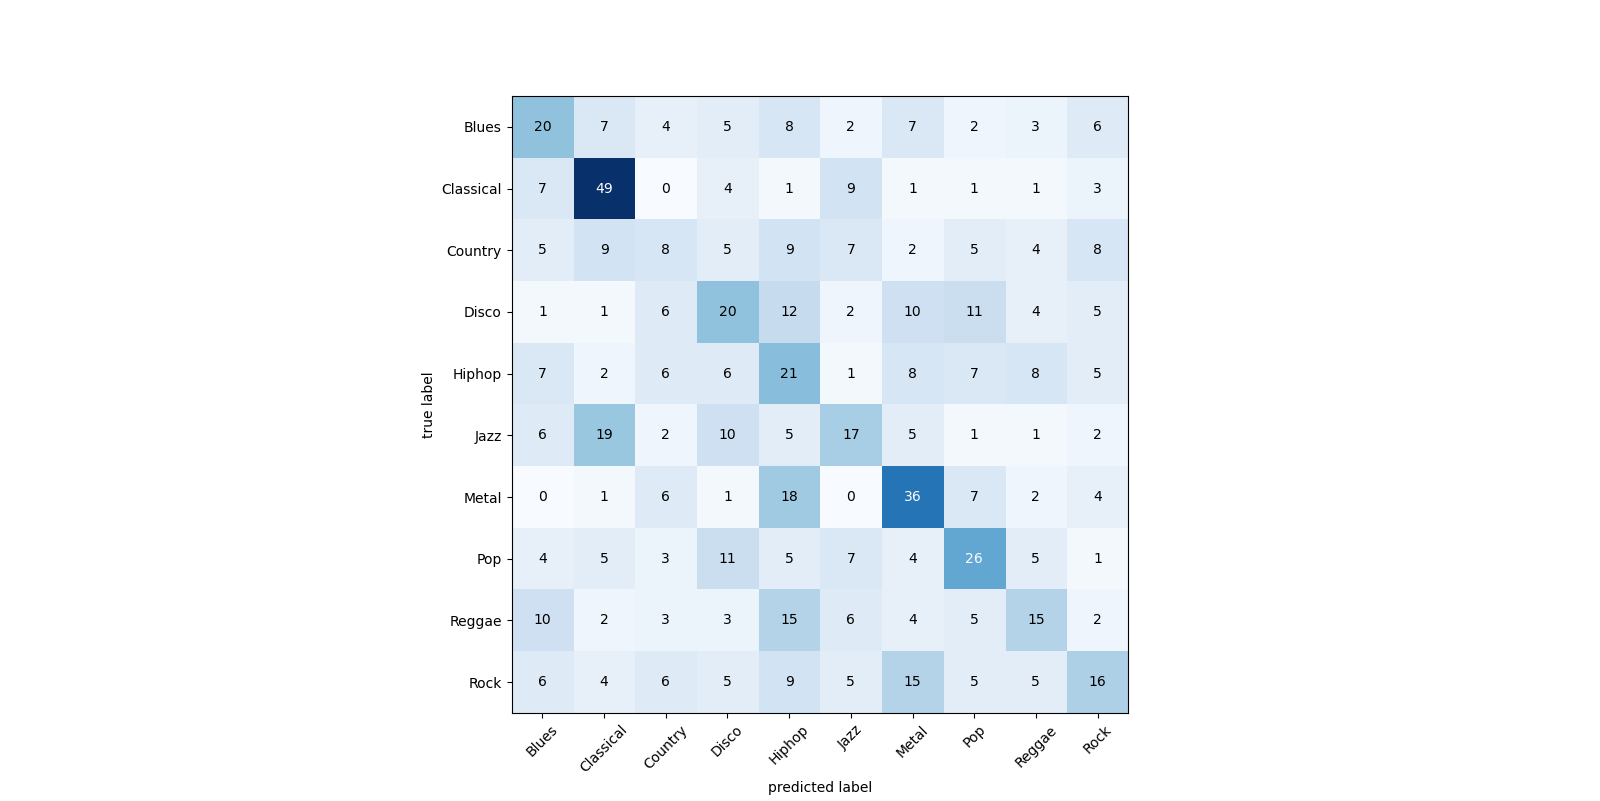 Blues 20 7 4 5 8 2 7 2 3 6
Classical 7 49 0 4 1 9 1 1 1 3
Country 5 9 8 5 9 7 2 5 4 8
Disco 1 1 6 20 12 2 10 11 4 5
Hiphop 7 2 6 6 21 1 8 7 8 5
true label
Jazz 6 19 2 10 5 17 5 1 1 2
Metal 0 1 6 1 18 0 36 7 2 4
Pop 4 5 3 11 5 7 4 26 5 1
Reggae 10 2 3 3 15 6 4 5 15 2
Rock 6 4 6 5 9 5 15 5 5 16
Blues Classical Country Disco Hiphop Jazz Metal Pop Reggae Rock
predicted label